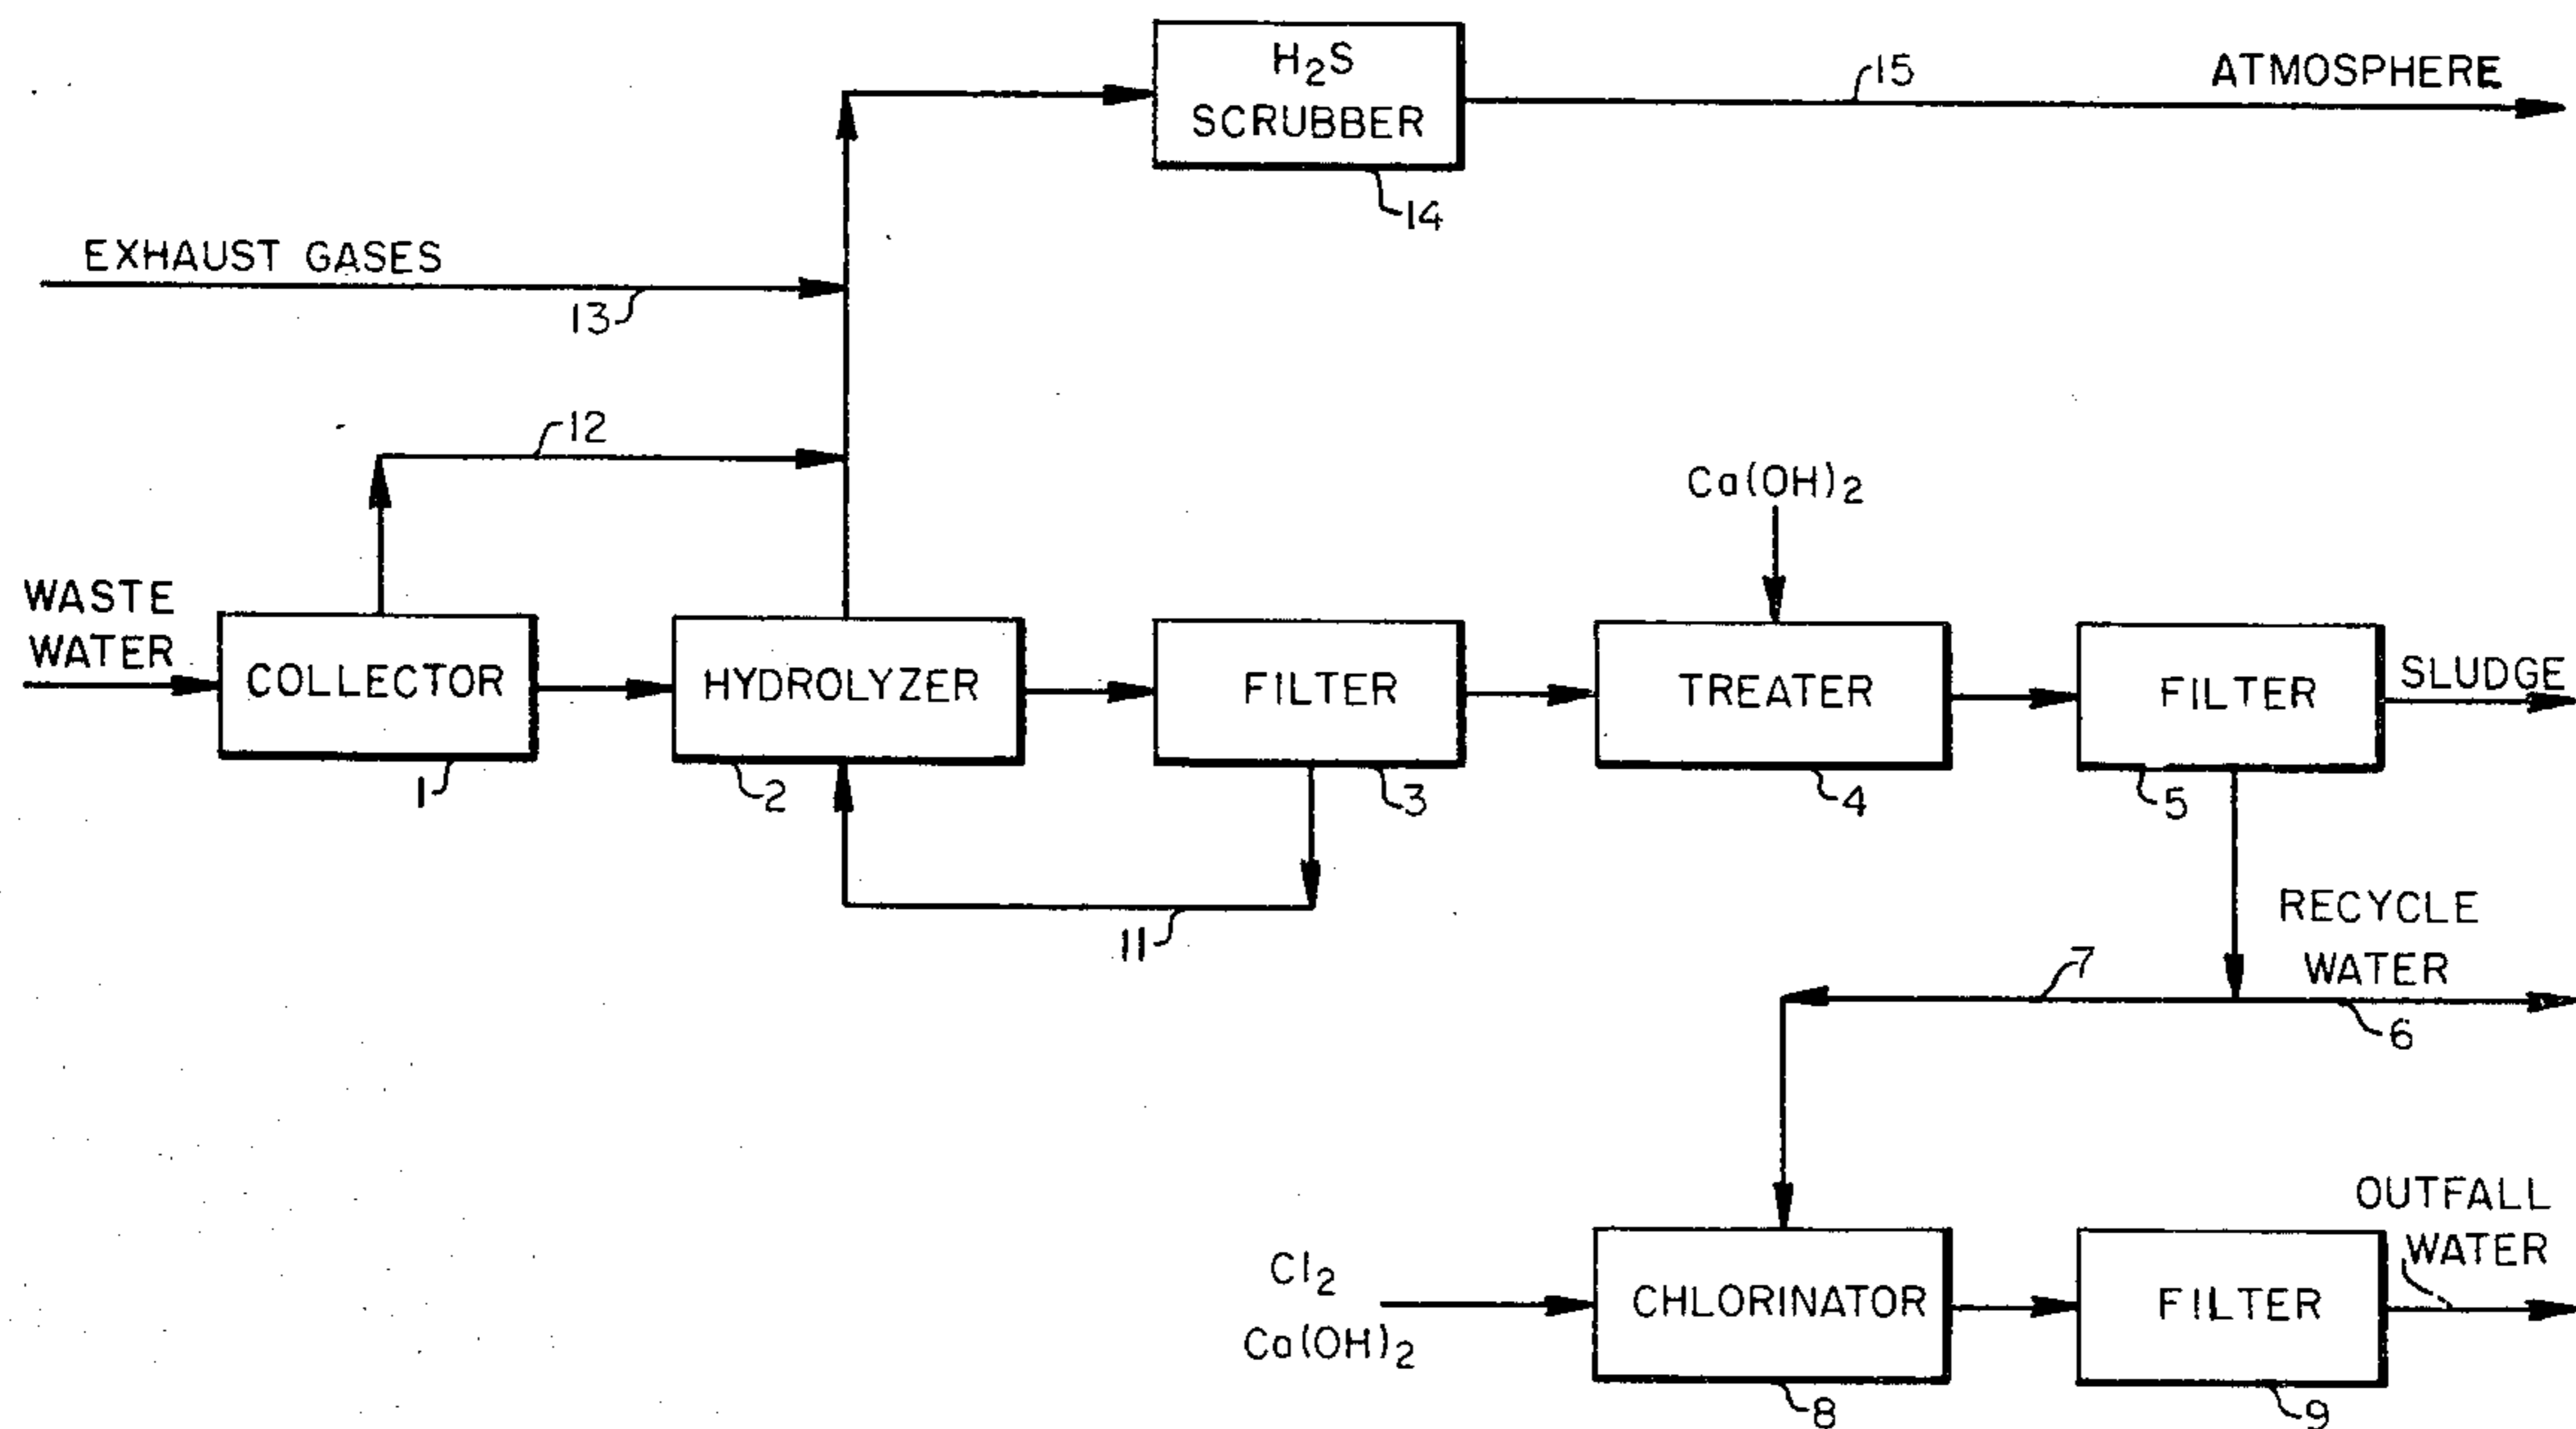 H₂S
SCRUBBER
14
15
ATMOSPHERE
EXHAUST GASES
13
12
Ca(OH)₂
WASTE
WATER
COLLECTOR
1
HYDROLYZER
2
FILTER
3
TREATER
4
FILTER
5
SLUDGE
11
7
RECYCLE
WATER
6
Cl₂
Ca(OH)₂
CHLORINATOR
8
FILTER
9
OUTFALL
WATER